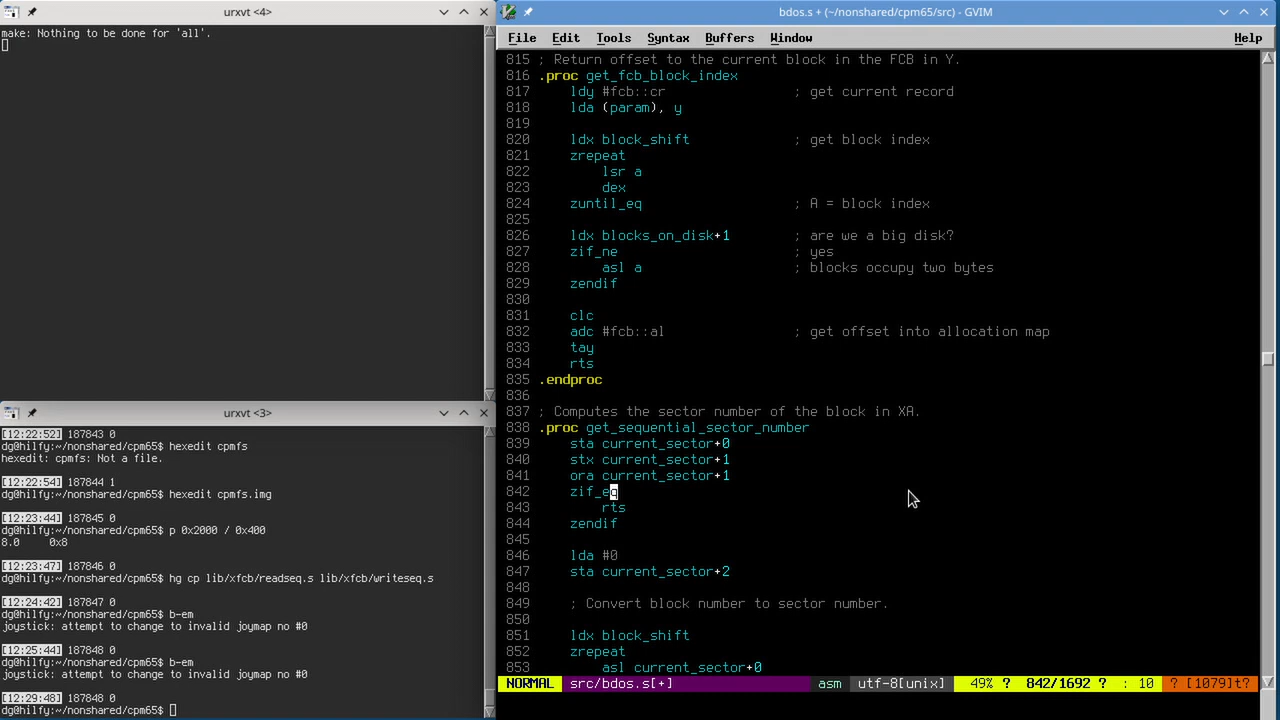 urxvt <4>
make: Nothing to be done for 'all'.
urxvt <3>
[12:22:52] 187843 0
dg@hilfy:~/nonshared/cpm65$ hexedit cpmfs
hexedit: cpmfs: Not a file.
[12:22:54] 187844 1
dg@hilfy:~/nonshared/cpm65$ hexedit cpmfs.img
[12:23:44] 187845 0
dg@hilfy:~/nonshared/cpm65$ p 0x2000 / 0x400
8.0     0x8
[12:23:47] 187846 0
dg@hilfy:~/nonshared/cpm65$ hg cp lib/xfcb/readseq.s lib/xfcb/writeseq.s
[12:24:42] 187847 0
dg@hilfy:~/nonshared/cpm65$ b-em
joystick: attempt to change to invalid joymap no #0
[12:25:44] 187848 0
dg@hilfy:~/nonshared/cpm65$ b-em
joystick: attempt to change to invalid joymap no #0
[12:29:48] 187848 0
dg@hilfy:~/nonshared/cpm65$
bdos.s + (~/nonshared/cpm65/src) - GVIM
File Edit Tools Syntax Buffers Window Help
815 ; Return offset to the current block in the FCB in Y.
816 .proc get_fcb_block_index
817     ldy #fcb::cr                ; get current record
818     lda (param), y
819
820     ldx block_shift             ; get block index
821     zrepeat
822         lsr a
823         dex
824     zuntil_eq                   ; A = block index
825
826     ldx blocks_on_disk+1        ; are we a big disk?
827     zif_ne                      ; yes
828         asl a                   ; blocks occupy two bytes
829     zendif
830
831     clc
832     adc #fcb::al                ; get offset into allocation map
833     tay
834     rts
835 .endproc
836
837 ; Computes the sector number of the block in XA.
838 .proc get_sequential_sector_number
839     sta current_sector+0
840     stx current_sector+1
841     ora current_sector+1
842     zif_eq
843         rts
844     zendif
845
846     lda #0
847     sta current_sector+2
848
849     ; Convert block number to sector number.
850
851     ldx block_shift
852     zrepeat
853         asl current_sector+0
NORMAL src/bdos.s[+] asm utf-8[unix] 49% ? 842/1692 ? : 10 ? [1079]t?